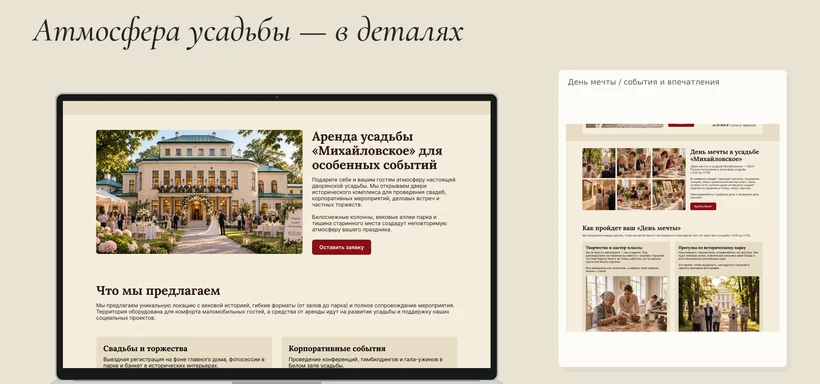 Атмосфера усадьбы — в деталях
Аренда усадьбы
«Михайловское» для
особенных событий
Подарите себе и вашим гостям атмосферу настоящей
дворянской усадьбы. Мы открываем двери
исторического комплекса для проведения свадеб,
корпоративных мероприятий, деловых встреч и
частных торжеств.
Белоснежные колонны, вековые аллеи парка и
тишина старинного места создадут неповторимую
атмосферу вашего праздника.
Оставить заявку
Что мы предлагаем
Мы предлагаем уникальную локацию с вековой историей, гибкие форматы (от залов до парка) и полное сопровождение мероприятия.
Территория оборудована для комфорта маломобильных гостей, а средства от аренды идут на развитие усадьбы и поддержку наших
социальных проектов.
Свадьбы и торжества
Выездная регистрация на фоне главного дома, фотосессии в
парке и банкет в исторических интерьерах.
Корпоративные события
Проведение конференций, тимбилдингов и гала-ужинов в
Белом зале усадьбы.
День мечты / события и впечатления
День мечты в усадьбе
«Михайловское»
Как пройдет ваш «День мечты»
Творчество и мастер-классы
Прогулка по историческому парку